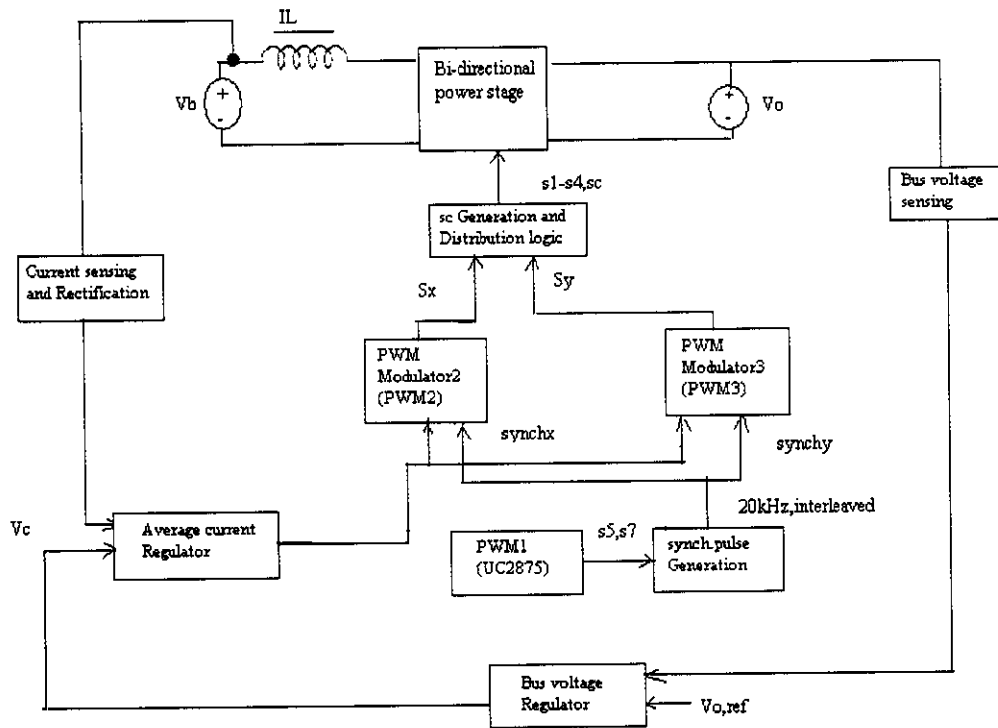 IL
Bi-directional
power stage
+
Vb
-
+
Vo
-
s1-s4,sc
Bus voltage
sensing
sc Generation and
Distribution logic
Current sensing
and Rectification
Sx
Sy
PWM
Modulator2
(PWM2)
PWM
Modulator3
(PWM3)
synchx
synchy
20kHz,interleaved
Vc
Average current
Regulator
PWM1
(UC2875)
s5,s7
synch.pulse
Generation
Bus voltage
Regulator
Vo,ref